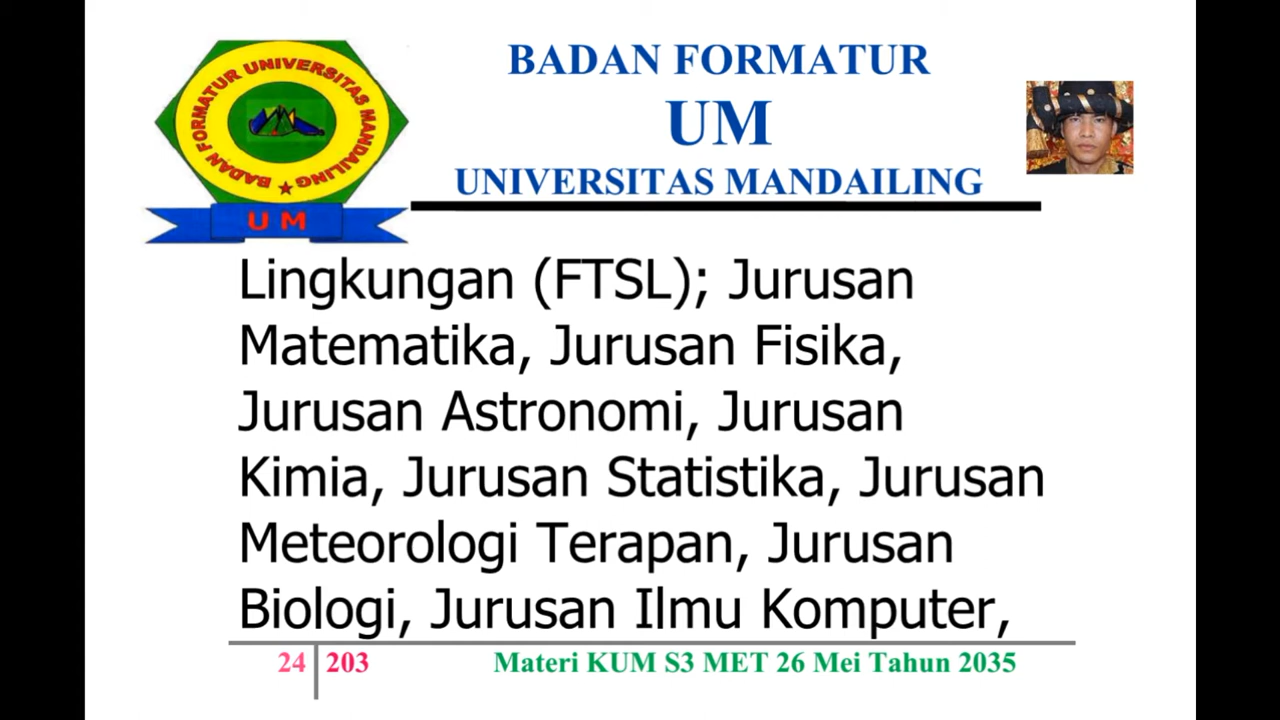 BADAN FORMATUR UNIVERSITAS MANDAILING
U M
BADAN FORMATUR
UM
UNIVERSITAS MANDAILING
Lingkungan (FTSL); Jurusan
Matematika, Jurusan Fisika,
Jurusan Astronomi, Jurusan
Kimia, Jurusan Statistika, Jurusan
Meteorologi Terapan, Jurusan
Biologi, Jurusan Ilmu Komputer,
24 203 Materi KUM S3 MET 26 Mei Tahun 2035